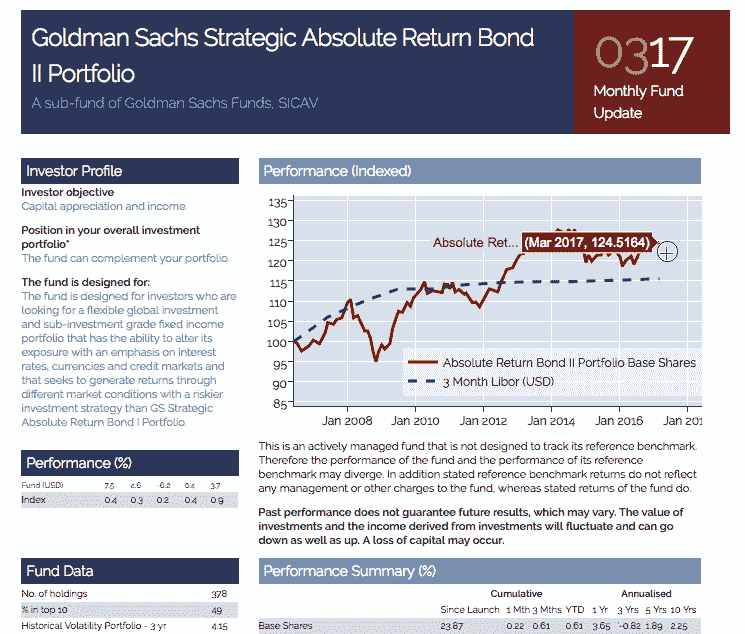 Goldman Sachs Strategic Absolute Return Bond
II Portfolio
A sub-fund of Goldman Sachs Funds, SICAV
0317
Monthly Fund
Update
Investor Profile
Investor objective
Capital appreciation and income.
Position in your overall investment
portfolio*
The fund can complement your portfolio.
The fund is designed for:
The fund is designed for investors who are
looking for a flexible global investment
and sub-investment grade fixed income
portfolio that has the ability to alter its
exposure with an emphasis on interest
rates, currencies and credit markets and
that seeks to generate returns through
different market conditions with a riskier
investment strategy than GS Strategic
Absolute Return Bond I Portfolio.
Performance (%)
Fund (USD) 7.5 4.6 -6.2 0.4 3.7
Index 0.4 0.3 0.2 0.4 0.9
Fund Data
No. of holdings 378
% in top 10 49
Historical Volatility Portfolio - 3 yr 4.15
Performance (Indexed)
135
130
125
120
115
110
105
100
95
90
85
Absolute Ret... (Mar 2017, 124.5164)
Absolute Return Bond II Portfolio Base Shares
3 Month Libor (USD)
Jan 2008 Jan 2010 Jan 2012 Jan 2014 Jan 2016 Jan 201
This is an actively managed fund that is not designed to track its reference benchmark.
Therefore the performance of the fund and the performance of its reference
benchmark may diverge. In addition stated reference benchmark returns do not reflect
any management or other charges to the fund, whereas stated returns of the fund do.
Past performance does not guarantee future results, which may vary. The value of
investments and the income derived from investments will fluctuate and can go
down as well as up. A loss of capital may occur.
Performance Summary (%)
Cumulative Annualised
Since Launch 1 Mth 3 Mths YTD 1 Yr 3 Yrs 5 Yrs 10 Yrs
Base Shares 23.87 0.22 0.61 0.61 3.65 -0.82 1.89 2.25